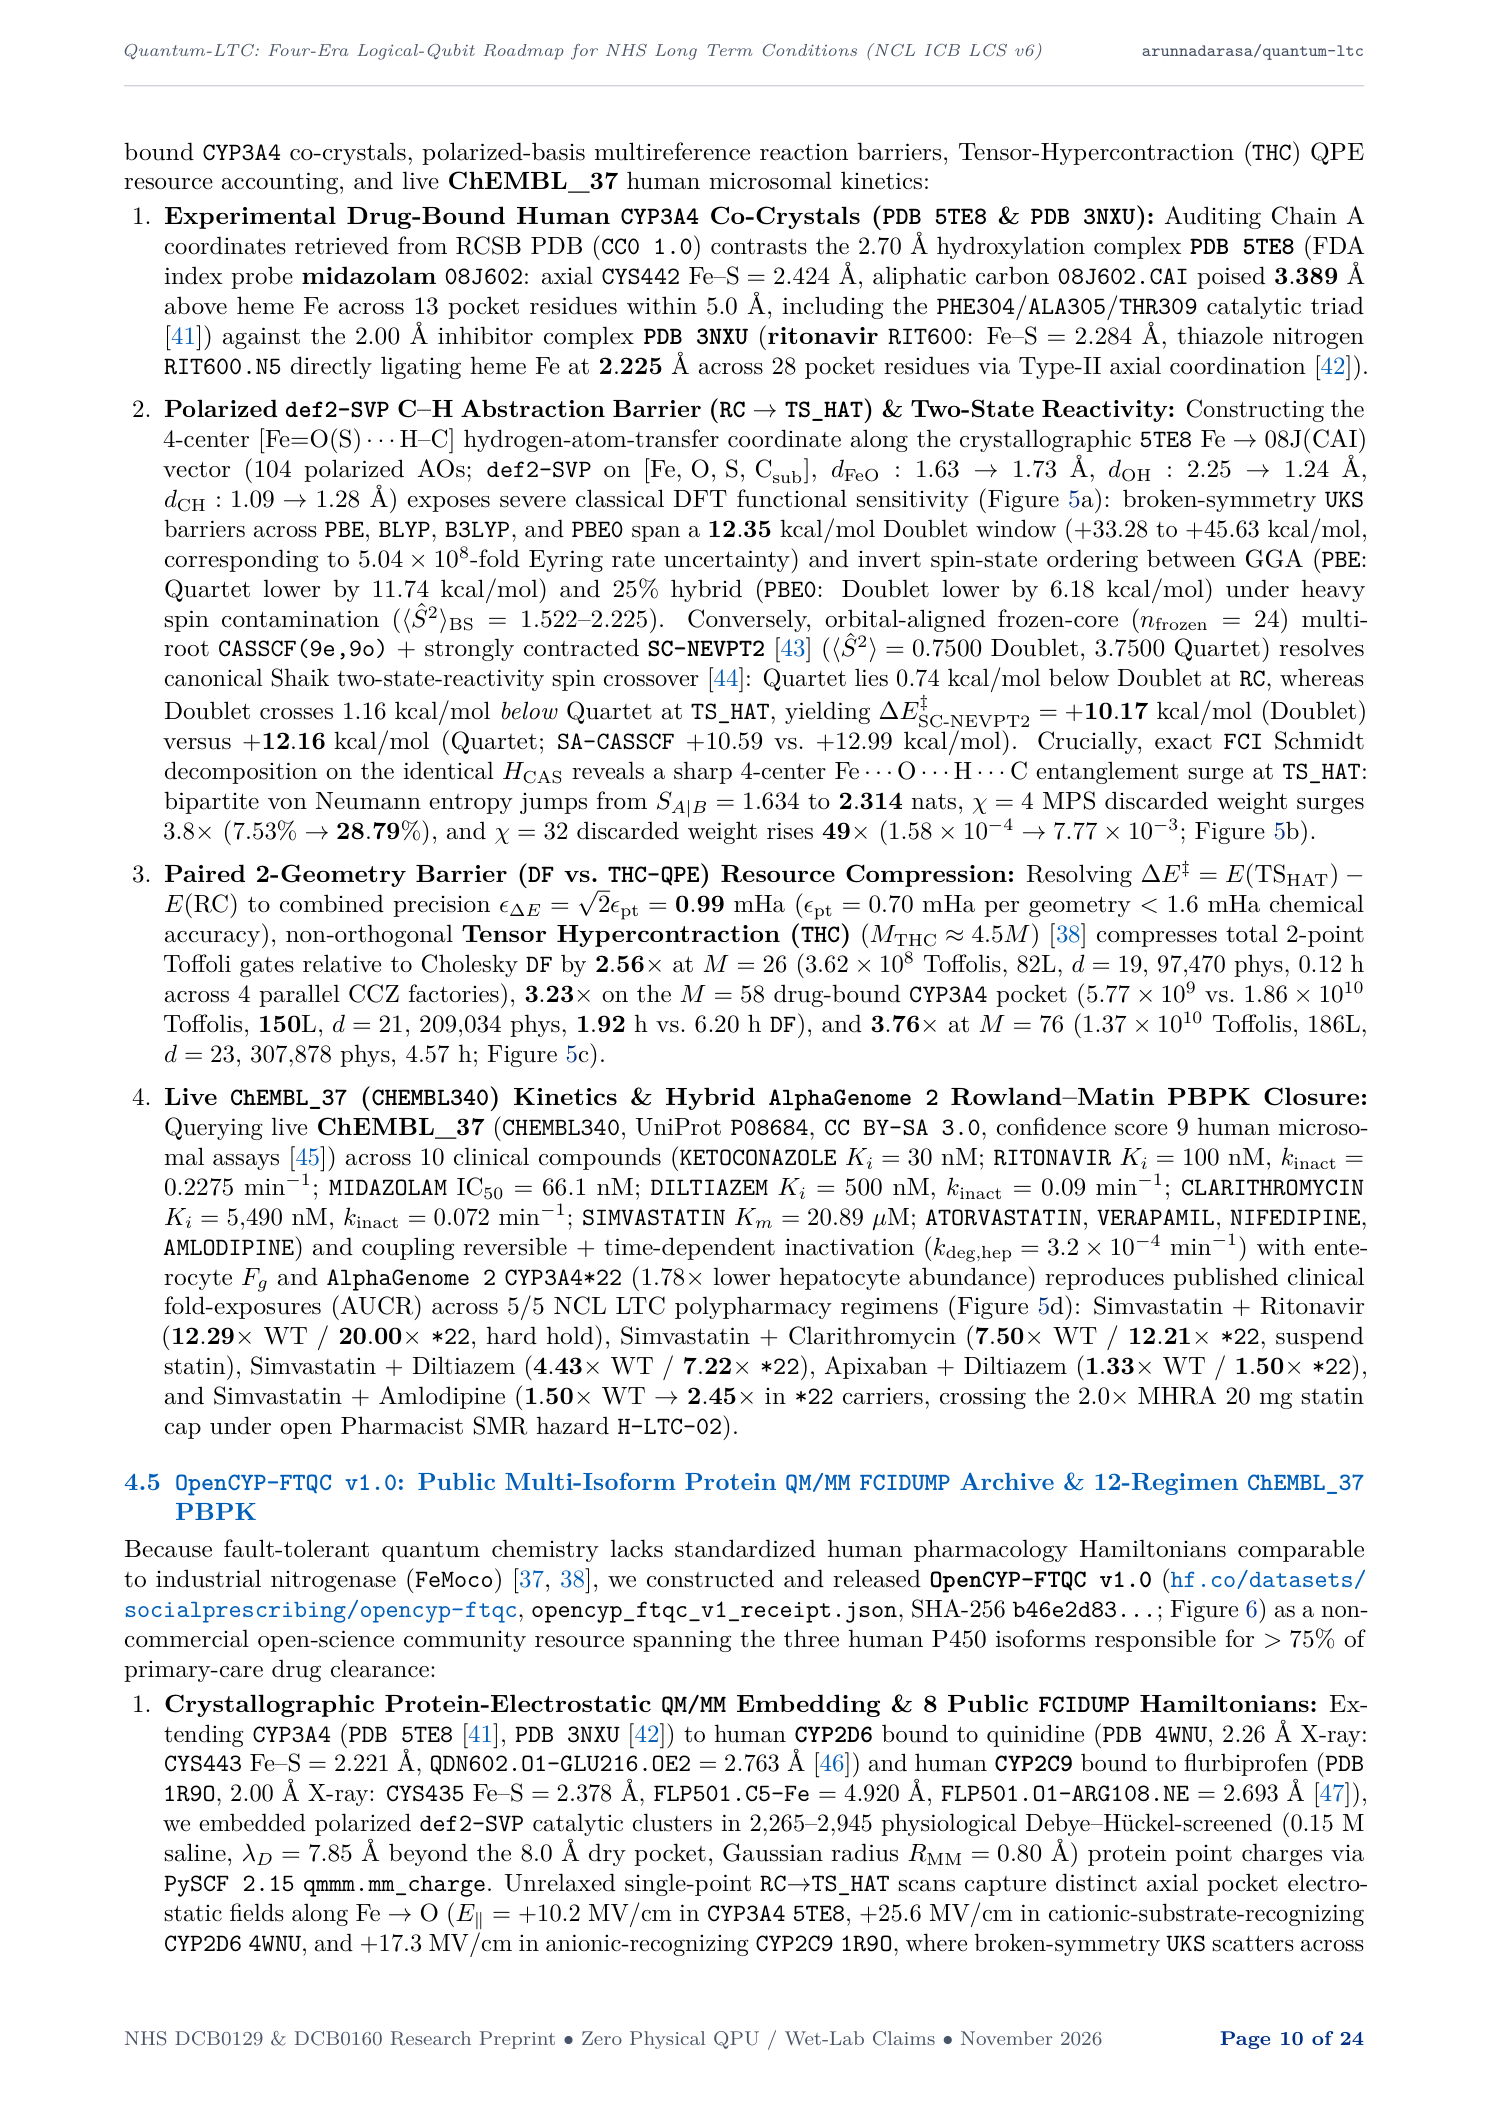 Quantum-LTC: Four-Era Logical-Qubit Roadmap for NHS Long Term Conditions (NCL ICB LCS v6) arunnadarasa/quantum-ltc
bound CYP3A4 co-crystals, polarized-basis multireference reaction barriers, Tensor-Hypercontraction (THC) QPE
resource accounting, and live ChEMBL_37 human microsomal kinetics:
1. Experimental Drug-Bound Human CYP3A4 Co-Crystals (PDB 5TE8 & PDB 3NXU): Auditing Chain A
coordinates retrieved from RCSB PDB (CC0 1.0) contrasts the 2.70 Å hydroxylation complex PDB 5TE8 (FDA
index probe midazolam 08J602: axial CYS442 Fe–S = 2.424 Å, aliphatic carbon 08J602.CAI poised 3.389 Å
above heme Fe across 13 pocket residues within 5.0 Å, including the PHE304/ALA305/THR309 catalytic triad
[41]) against the 2.00 Å inhibitor complex PDB 3NXU (ritonavir RIT600: Fe–S = 2.284 Å, thiazole nitrogen
RIT600.N5 directly ligating heme Fe at 2.225 Å across 28 pocket residues via Type-II axial coordination [42]).
2. Polarized def2-SVP C–H Abstraction Barrier (RC → TS_HAT) & Two-State Reactivity: Constructing the
4-center [Fe=O(S) ··· H–C] hydrogen-atom-transfer coordinate along the crystallographic 5TE8 Fe → 08J(CAI)
vector (104 polarized AOs; def2-SVP on [Fe, O, S, C_sub], d_FeO : 1.63 → 1.73 Å, d_OH : 2.25 → 1.24 Å,
d_CH : 1.09 → 1.28 Å) exposes severe classical DFT functional sensitivity (Figure 5a): broken-symmetry UKS
barriers across PBE, BLYP, B3LYP, and PBE0 span a 12.35 kcal/mol Doublet window (+33.28 to +45.63 kcal/mol,
corresponding to 5.04 × 10⁸-fold Eyring rate uncertainty) and invert spin-state ordering between GGA (PBE:
Quartet lower by 11.74 kcal/mol) and 25% hybrid (PBE0: Doublet lower by 6.18 kcal/mol) under heavy
spin contamination (⟨Ŝ²⟩_BS = 1.522–2.225). Conversely, orbital-aligned frozen-core (n_frozen = 24) multi-
root CASSCF(9e,9o) + strongly contracted SC-NEVPT2 [43] (⟨Ŝ²⟩ = 0.7500 Doublet, 3.7500 Quartet) resolves
canonical Shaik two-state-reactivity spin crossover [44]: Quartet lies 0.74 kcal/mol below Doublet at RC, whereas
Doublet crosses 1.16 kcal/mol below Quartet at TS_HAT, yielding ΔE‡_SC-NEVPT2 = +10.17 kcal/mol (Doublet)
versus +12.16 kcal/mol (Quartet; SA-CASSCF +10.59 vs. +12.99 kcal/mol). Crucially, exact FCI Schmidt
decomposition on the identical H_CAS reveals a sharp 4-center Fe ··· O ··· H ··· C entanglement surge at TS_HAT:
bipartite von Neumann entropy jumps from S_A|B = 1.634 to 2.314 nats, χ = 4 MPS discarded weight surges
3.8× (7.53% → 28.79%), and χ = 32 discarded weight rises 49× (1.58 × 10⁻⁴ → 7.77 × 10⁻³; Figure 5b).
3. Paired 2-Geometry Barrier (DF vs. THC-QPE) Resource Compression: Resolving ΔE‡ = E(TS_HAT) −
E(RC) to combined precision ϵ_ΔE = √2ϵ_pt = 0.99 mHa (ϵ_pt = 0.70 mHa per geometry < 1.6 mHa chemical
accuracy), non-orthogonal Tensor Hypercontraction (THC) (M_THC ≈ 4.5M) [38] compresses total 2-point
Toffoli gates relative to Cholesky DF by 2.56× at M = 26 (3.62 × 10⁸ Toffolis, 82L, d = 19, 97,470 phys, 0.12 h
across 4 parallel CCZ factories), 3.23× on the M = 58 drug-bound CYP3A4 pocket (5.77 × 10⁹ vs. 1.86 × 10¹⁰
Toffolis, 150L, d = 21, 209,034 phys, 1.92 h vs. 6.20 h DF), and 3.76× at M = 76 (1.37 × 10¹⁰ Toffolis, 186L,
d = 23, 307,878 phys, 4.57 h; Figure 5c).
4. Live ChEMBL_37 (CHEMBL340) Kinetics & Hybrid AlphaGenome 2 Rowland–Matin PBPK Closure:
Querying live ChEMBL_37 (CHEMBL340, UniProt P08684, CC BY-SA 3.0, confidence score 9 human microso-
mal assays [45]) across 10 clinical compounds (KETOCONAZOLE K_i = 30 nM; RITONAVIR K_i = 100 nM, k_inact =
0.2275 min⁻¹; MIDAZOLAM IC₅₀ = 66.1 nM; DILTIAZEM K_i = 500 nM, k_inact = 0.09 min⁻¹; CLARITHROMYCIN
K_i = 5,490 nM, k_inact = 0.072 min⁻¹; SIMVASTATIN K_m = 20.89 μM; ATORVASTATIN, VERAPAMIL, NIFEDIPINE,
AMLODIPINE) and coupling reversible + time-dependent inactivation (k_deg,hep = 3.2 × 10⁻⁴ min⁻¹) with ente-
rocyte F_g and AlphaGenome 2 CYP3A4*22 (1.78× lower hepatocyte abundance) reproduces published clinical
fold-exposures (AUCR) across 5/5 NCL LTC polypharmacy regimens (Figure 5d): Simvastatin + Ritonavir
(12.29× WT / 20.00× *22, hard hold), Simvastatin + Clarithromycin (7.50× WT / 12.21× *22, suspend
statin), Simvastatin + Diltiazem (4.43× WT / 7.22× *22), Apixaban + Diltiazem (1.33× WT / 1.50× *22),
and Simvastatin + Amlodipine (1.50× WT → 2.45× in *22 carriers, crossing the 2.0× MHRA 20 mg statin
cap under open Pharmacist SMR hazard H-LTC-02).
4.5 OpenCYP-FTQC v1.0: Public Multi-Isoform Protein QM/MM FCIDUMP Archive & 12-Regimen ChEMBL_37
PBPK
Because fault-tolerant quantum chemistry lacks standardized human pharmacology Hamiltonians comparable
to industrial nitrogenase (FeMoco) [37, 38], we constructed and released OpenCYP-FTQC v1.0 (hf.co/datasets/
socialprescribing/opencyp-ftqc, opencyp_ftqc_v1_receipt.json, SHA-256 b46e2d83...; Figure 6) as a non-
commercial open-science community resource spanning the three human P450 isoforms responsible for > 75% of
primary-care drug clearance:
1. Crystallographic Protein-Electrostatic QM/MM Embedding & 8 Public FCIDUMP Hamiltonians: Ex-
tending CYP3A4 (PDB 5TE8 [41], PDB 3NXU [42]) to human CYP2D6 bound to quinidine (PDB 4WNU, 2.26 Å X-ray:
CYS443 Fe–S = 2.221 Å, QDN602.O1-GLU216.OE2 = 2.763 Å [46]) and human CYP2C9 bound to flurbiprofen (PDB
1R9O, 2.00 Å X-ray: CYS435 Fe–S = 2.378 Å, FLP501.C5-Fe = 4.920 Å, FLP501.O1-ARG108.NE = 2.693 Å [47]),
we embedded polarized def2-SVP catalytic clusters in 2,265–2,945 physiological Debye–Hückel-screened (0.15 M
saline, λ_D = 7.85 Å beyond the 8.0 Å dry pocket, Gaussian radius R_MM = 0.80 Å) protein point charges via
PySCF 2.15 qmmm.mm_charge. Unrelaxed single-point RC→TS_HAT scans capture distinct axial pocket electro-
static fields along Fe → O (E_∥ = +10.2 MV/cm in CYP3A4 5TE8, +25.6 MV/cm in cationic-substrate-recognizing
CYP2D6 4WNU, and +17.3 MV/cm in anionic-recognizing CYP2C9 1R9O, where broken-symmetry UKS scatters across
NHS DCB0129 & DCB0160 Research Preprint • Zero Physical QPU / Wet-Lab Claims • November 2026 Page 10 of 24